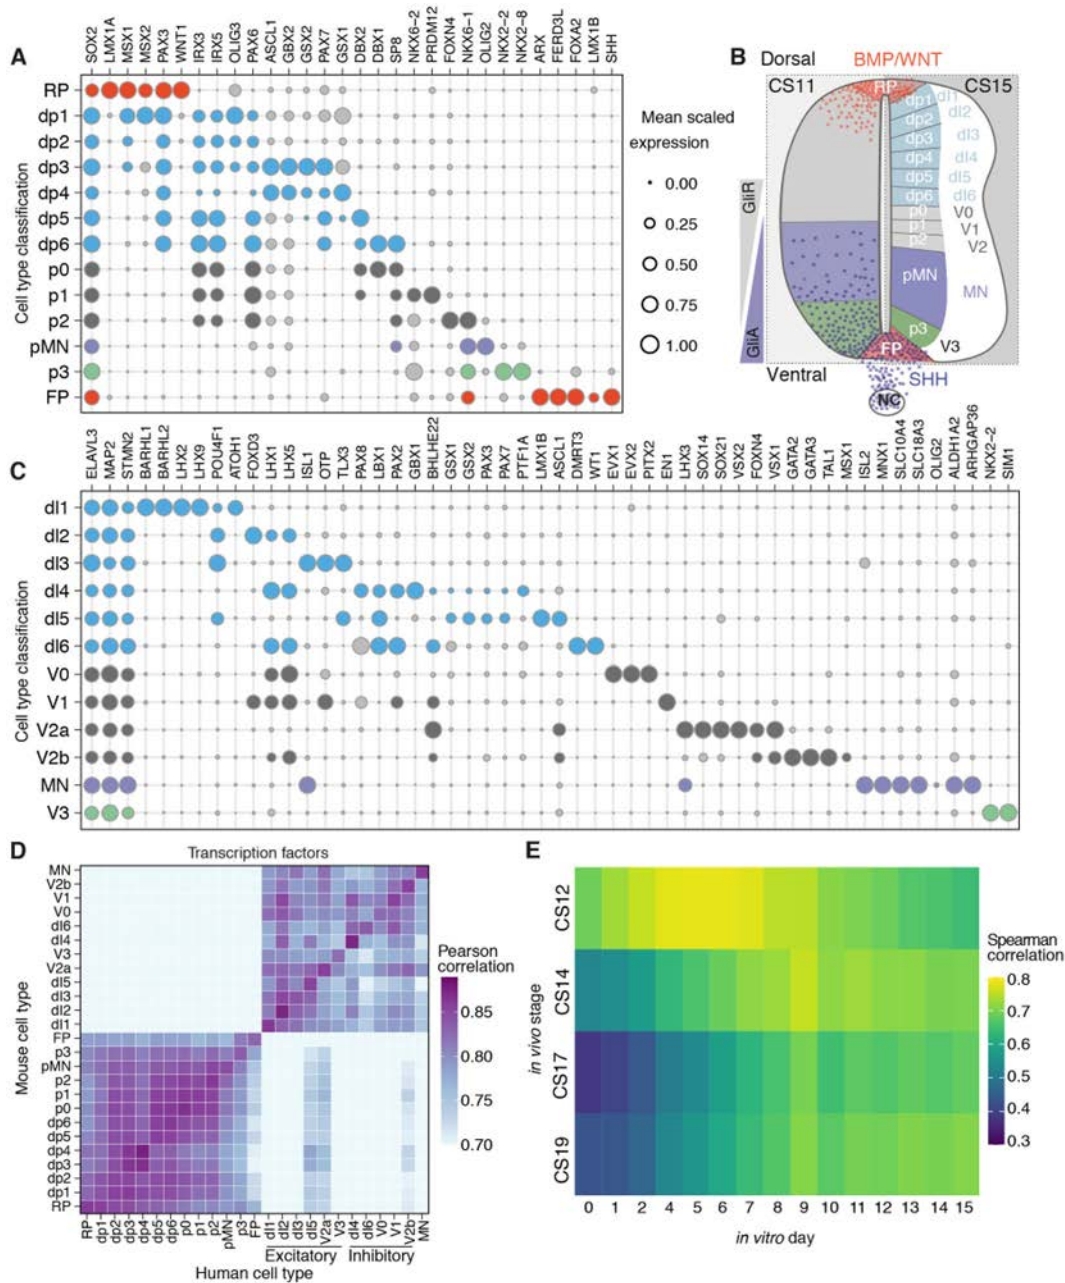 A
SOX2 LMX1A MSX1 MSX2 PAX3 WNT1 IRX3 IRX5 OLIG3 PAX6 ASCL1 GBX2 GSX2 PAX7 GSX1 DBX2 DBX1 SP8 NKX6-2 PRDM12 FOXN4 NKX6-1 OLIG2 NKX2-2 NKX2-8 ARX FERD3L FOXA2 LMX1B SHH
Cell type classification
RP
dp1
dp2
dp3
dp4
dp5
dp6
p0
p1
p2
pMN
p3
FP
Mean scaled
expression
0.00
0.25
0.50
0.75
1.00
B
Dorsal BMP/WNT
CS11 RP CS15
dp1 dI1
dp2 dI2
dp3 dI3
dp4 dI4
dp5 dI5
dp6 dI6
p0 V0
p1 V1
p2 V2
pMN MN
p3
FP V3
GliR
GliA
Ventral SHH
NC
C
ELAVL3 MAP2 STMN2 BARHL1 BARHL2 LHX2 LHX9 POU4F1 ATOH1 FOXD3 LHX1 LHX5 ISL1 OTP TLX3 PAX8 LBX1 PAX2 GBX1 BHLHE22 GSX1 GSX2 PAX3 PAX7 PTF1A LMX1B ASCL1 DMRT3 WT1 EVX1 EVX2 PITX2 EN1 LHX3 SOX14 SOX21 VSX2 FOXN4 VSX1 GATA2 GATA3 TAL1 MSX1 ISL2 MNX1 SLC10A4 SLC18A3 OLIG2 ALDH1A2 ARHGAP36 NKX2-2 SIM1
Cell type classification
dI1
dI2
dI3
dI4
dI5
dI6
V0
V1
V2a
V2b
MN
V3
D
Transcription factors
Mouse cell type
MN
V2b
V1
V0
dI6
dI4
V3
V2a
dI5
dI3
dI2
dI1
FP
p3
pMN
p2
p1
p0
dp6
dp5
dp4
dp3
dp2
dp1
RP
RP dp1 dp2 dp3 dp4 dp5 dp6 p0 p1 p2 pMN p3 FP dI1 dI2 dI3 dI5 V2a V3 dI4 dI6 V0 V1 V2b MN
Excitatory Inhibitory
Human cell type
Pearson
correlation
0.85
0.80
0.75
0.70
E
in vivo stage
CS12
CS14
CS17
CS19
0 1 2 4 5 6 7 8 9 10 11 12 13 14 15
in vitro day
Spearman
correlation
0.8
0.7
0.6
0.5
0.4
0.3